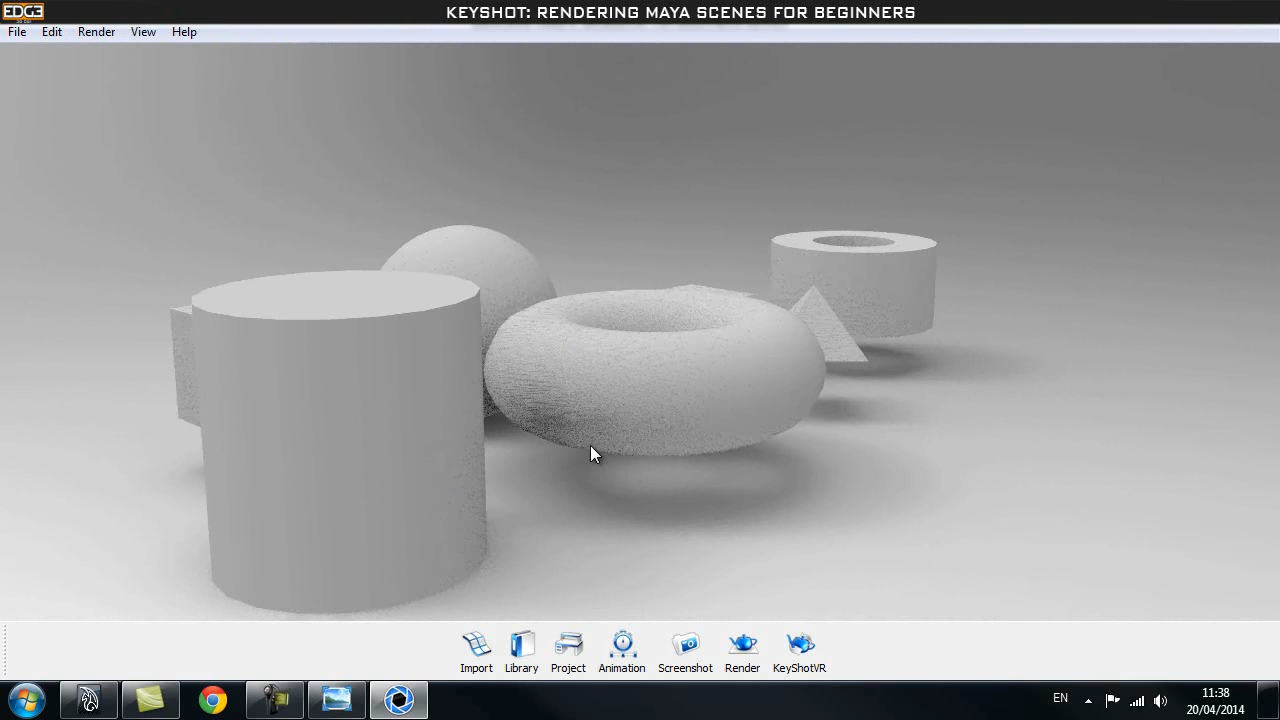 EDGE
KEYSHOT: RENDERING MAYA SCENES FOR BEGINNERS
File Edit Render View Help
Import Library Project Animation Screenshot Render KeyShotVR
EN
11:38
20/04/2014